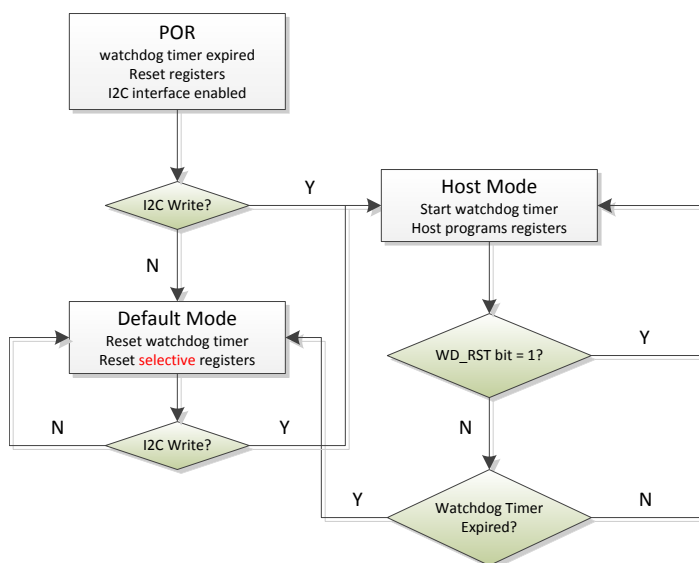 POR
watchdog timer expired
Reset registers
I2C interface enabled
I2C Write?
Y
N
Host Mode
Start watchdog timer
Host programs registers
Default Mode
Reset watchdog timer
Reset selective registers
WD_RST bit = 1?
Y
N
I2C Write?
N
Y
Watchdog Timer
Expired?
Y
N